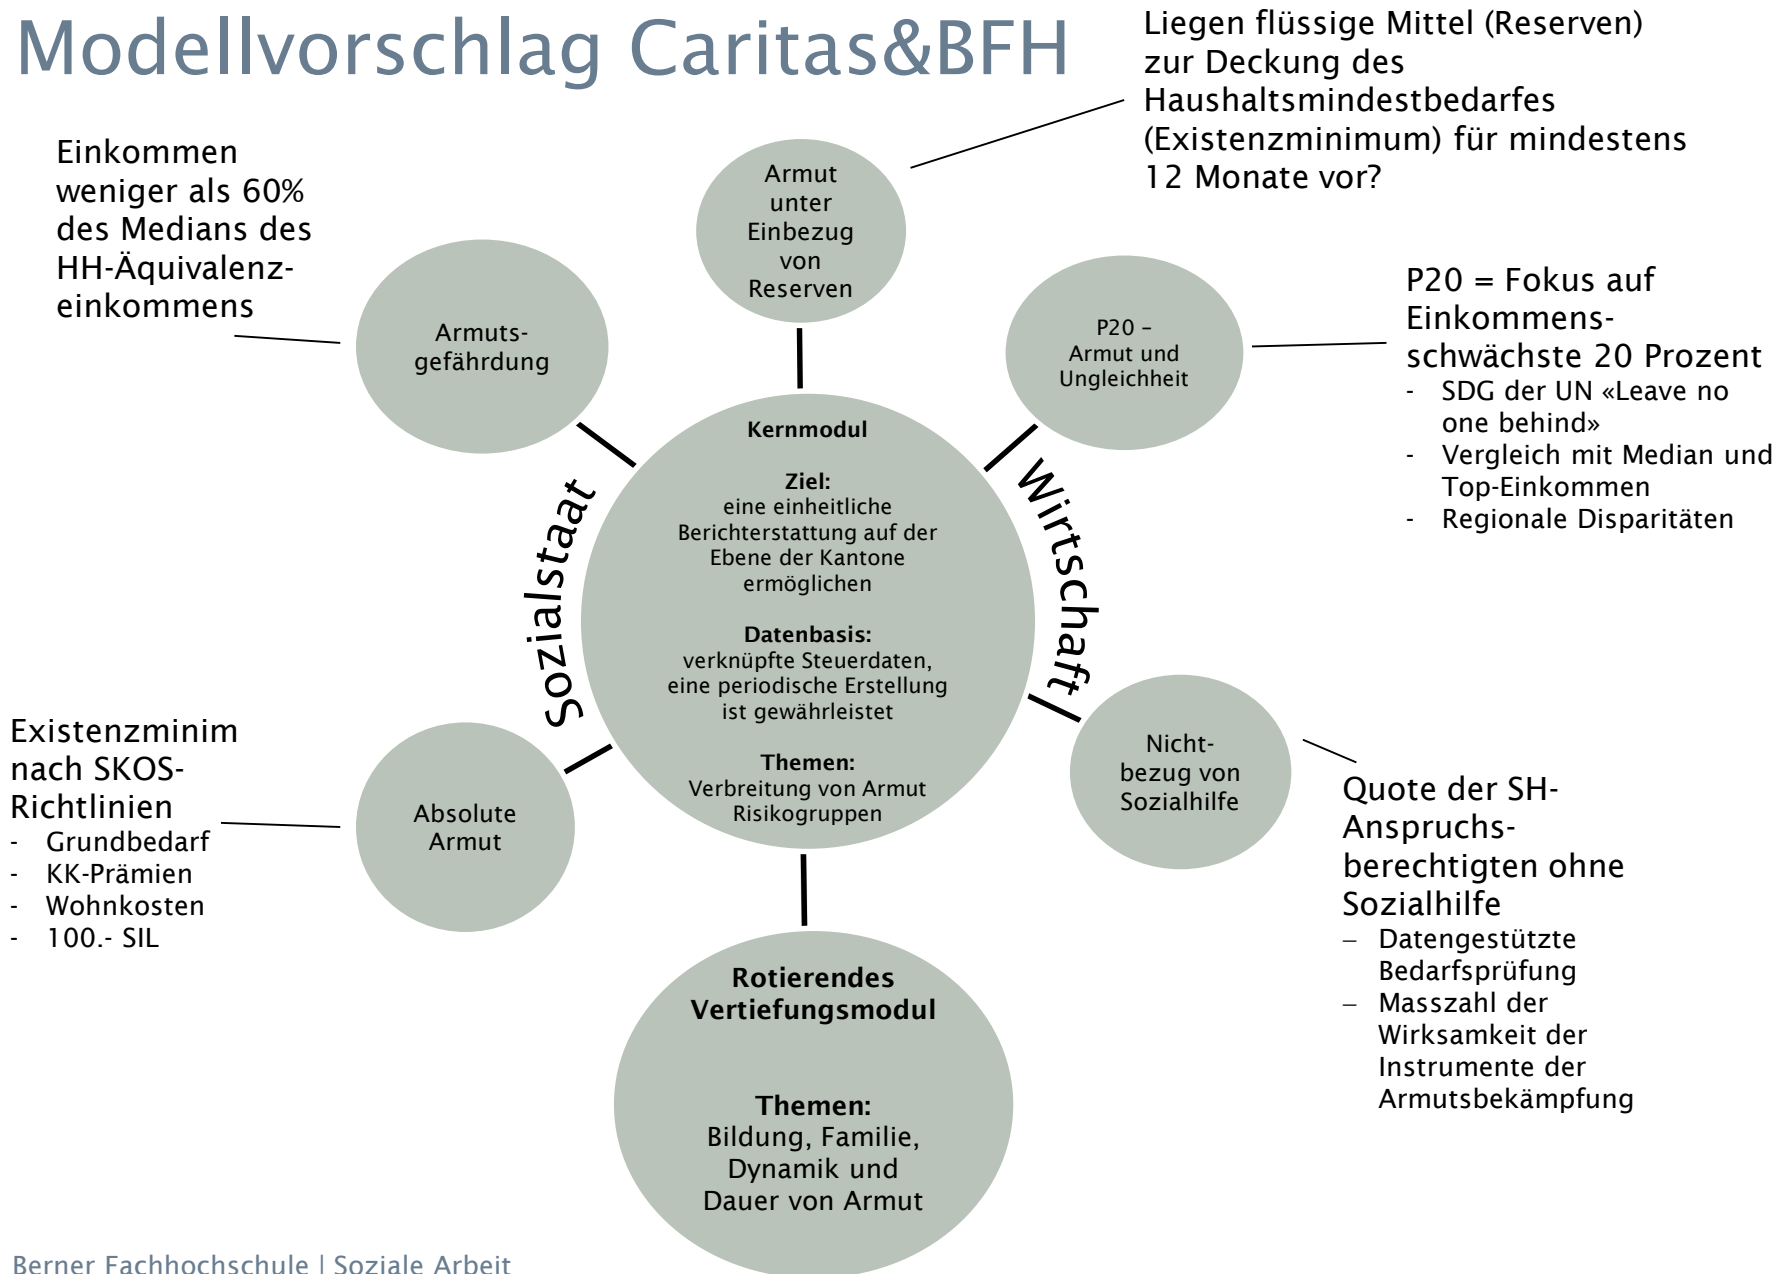 Modellvorschlag Caritas&BFH
Liegen flüssige Mittel (Reserven)
zur Deckung des
Haushaltsmindestbedarfes
(Existenzminimum) für mindestens
12 Monate vor?
Einkommen
weniger als 60%
des Medians des
HH-Äquivalenz-
einkommens
Armut
unter
Einbezug
von
Reserven
Armuts-
gefährdung
P20 –
Armut und
Ungleichheit
P20 = Fokus auf
Einkommens-
schwächste 20 Prozent
- SDG der UN «Leave no
one behind»
- Vergleich mit Median und
Top-Einkommen
- Regionale Disparitäten
Sozialstaat
Kernmodul
Ziel:
eine einheitliche
Berichterstattung auf der
Ebene der Kantone
ermöglichen
Datenbasis:
verknüpfte Steuerdaten,
eine periodische Erstellung
ist gewährleistet
Themen:
Verbreitung von Armut
Risikogruppen
Wirtschaft
Existenzminim
nach SKOS-
Richtlinien
- Grundbedarf
- KK-Prämien
- Wohnkosten
- 100.- SIL
Absolute
Armut
Nicht-
bezug von
Sozialhilfe
Quote der SH-
Anspruchs-
berechtigten ohne
Sozialhilfe
– Datengestützte
Bedarfsprüfung
– Masszahl der
Wirksamkeit der
Instrumente der
Armutsbekämpfung
Rotierendes
Vertiefungsmodul
Themen:
Bildung, Familie,
Dynamik und
Dauer von Armut
Berner Fachhochschule | Soziale Arbeit